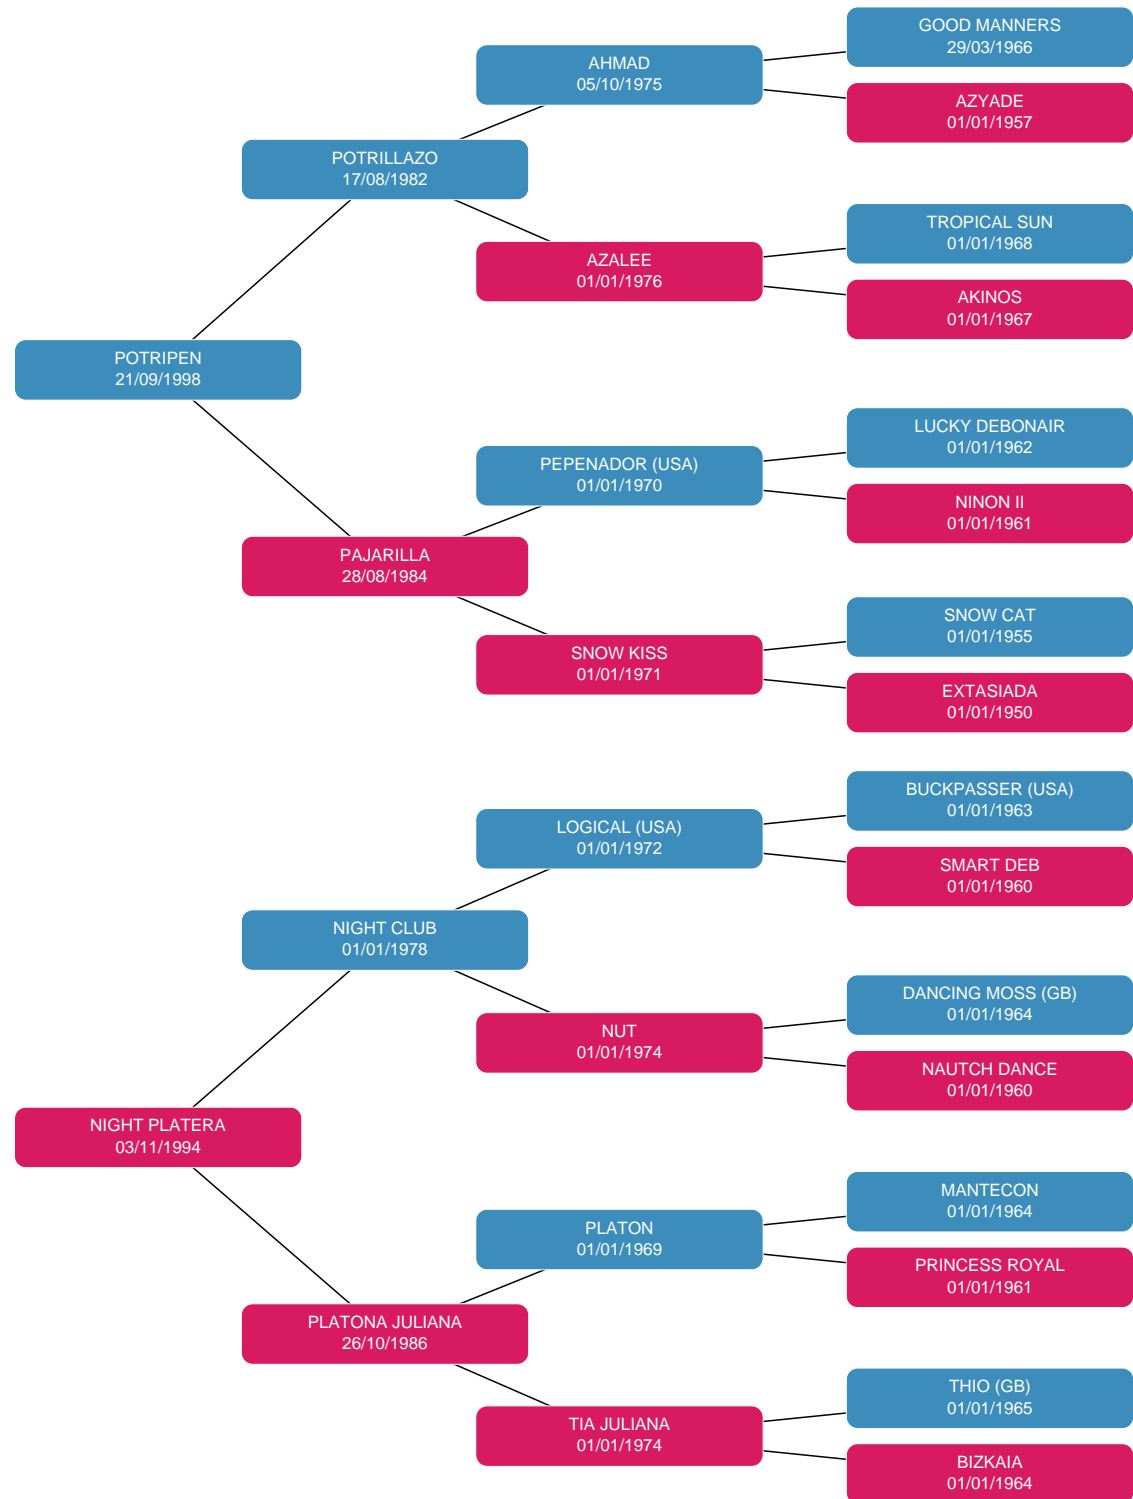 GOOD MANNERS
29/03/1966
AHMAD
05/10/1975
AZYADE
01/01/1957
POTRILLAZO
17/08/1982
TROPICAL SUN
01/01/1968
AZALEE
01/01/1976
AKINOS
01/01/1967
POTRIPEN
21/09/1998
LUCKY DEBONAIR
01/01/1962
PEPENADOR (USA)
01/01/1970
NINON II
01/01/1961
PAJARILLA
28/08/1984
SNOW CAT
01/01/1955
SNOW KISS
01/01/1971
EXTASIADA
01/01/1950
BUCKPASSER (USA)
01/01/1963
LOGICAL (USA)
01/01/1972
SMART DEB
01/01/1960
NIGHT CLUB
01/01/1978
DANCING MOSS (GB)
01/01/1964
NUT
01/01/1974
NAUTCH DANCE
01/01/1960
NIGHT PLATERA
03/11/1994
MANTECON
01/01/1964
PLATON
01/01/1969
PRINCESS ROYAL
01/01/1961
PLATONA JULIANA
26/10/1986
THIO (GB)
01/01/1965
TIA JULIANA
01/01/1974
BIZKAIA
01/01/1964